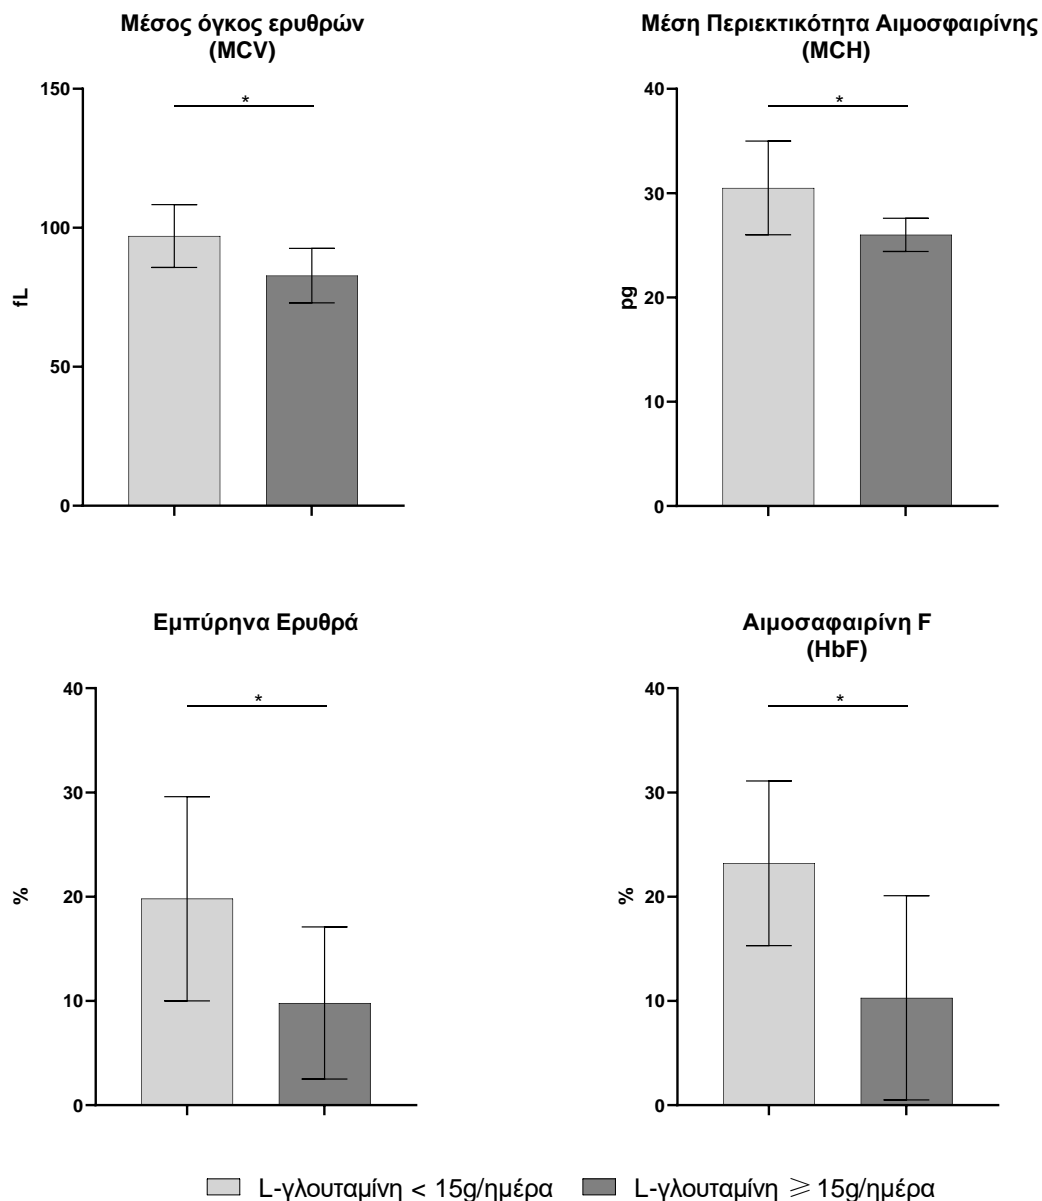 Μέσος όγκος ερυθρών
(MCV)
150
100
50
0
fL
*
Μέση Περιεκτικότητα Αιμοσφαιρίνης
(MCH)
40
30
20
10
0
pg
*
Εμπύρηνα Ερυθρά
40
30
20
10
0
%
*
Αιμοσαφαιρίνη F
(HbF)
40
30
20
10
0
%
*
L-γλουταμίνη < 15g/ημέρα
L-γλουταμίνη ⩾ 15g/ημέρα